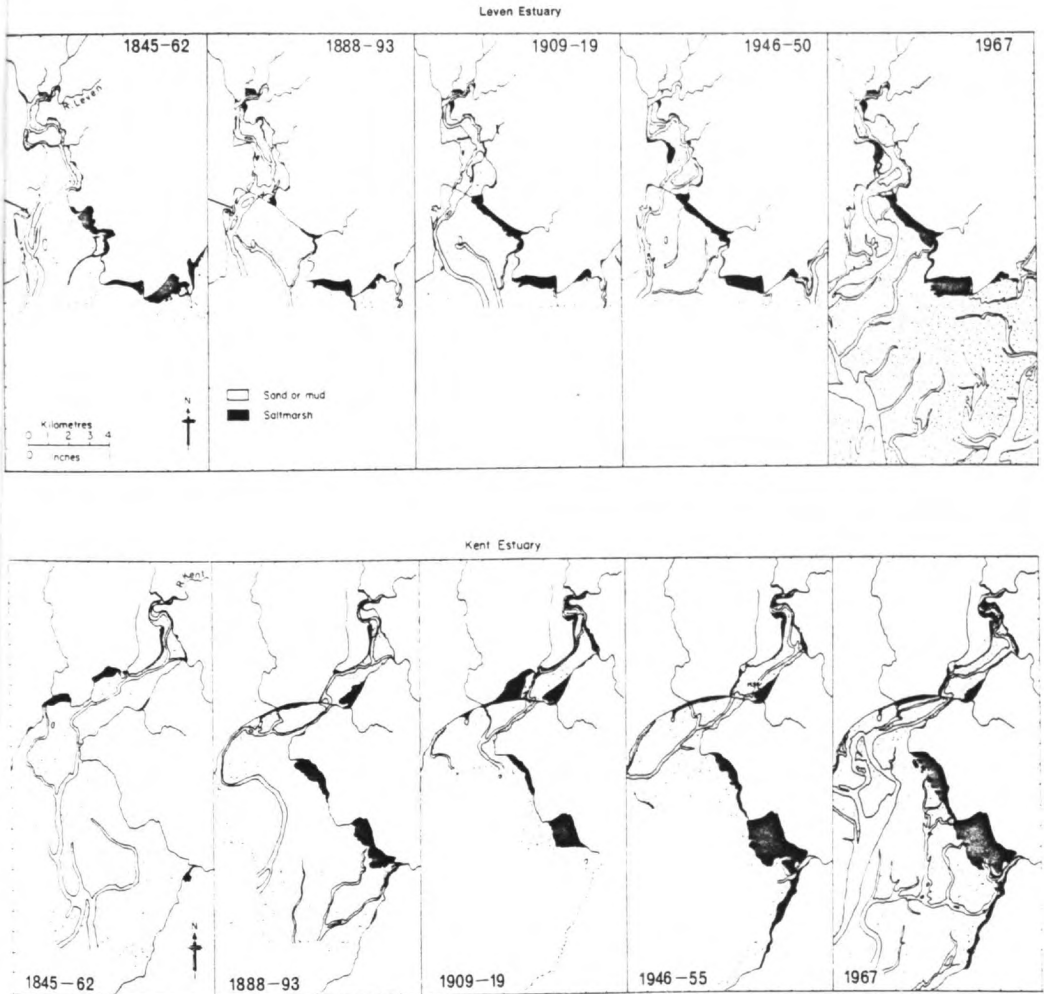 Leven Estuary
1845-62
1888-93
1909-19
1946-50
1967
R. Leven
Sand or mud
Saltmarsh
N
Kilometres
0 1 2 3 4
0 Inches
Kent Estuary
R. Kent
N
1845-62
1888-93
1909-19
1946-55
1967